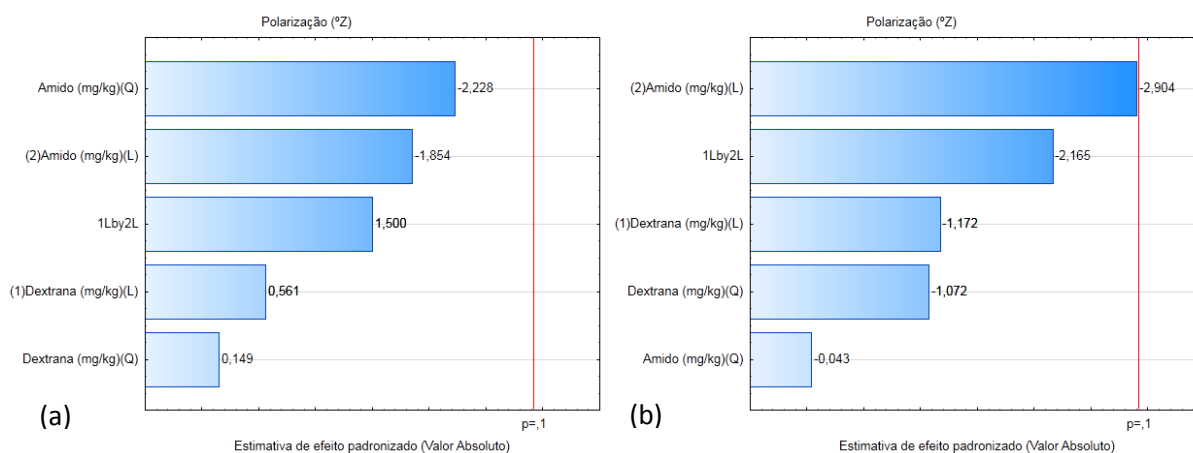 Polarização (ºZ)
Amido (mg/kg)(Q)
-2,228
(2)Amido (mg/kg)(L)
-1,854
1Lby2L
1,500
(1)Dextrana (mg/kg)(L)
0,561
Dextrana (mg/kg)(Q)
0,149
(a)
p=,1
Estimativa de efeito padronizado (Valor Absoluto)
Polarização (ºZ)
(2)Amido (mg/kg)(L)
-2,904
1Lby2L
-2,165
(1)Dextrana (mg/kg)(L)
-1,172
Dextrana (mg/kg)(Q)
-1,072
Amido (mg/kg)(Q)
-0,043
(b)
p=,1
Estimativa de efeito padronizado (Valor Absoluto)